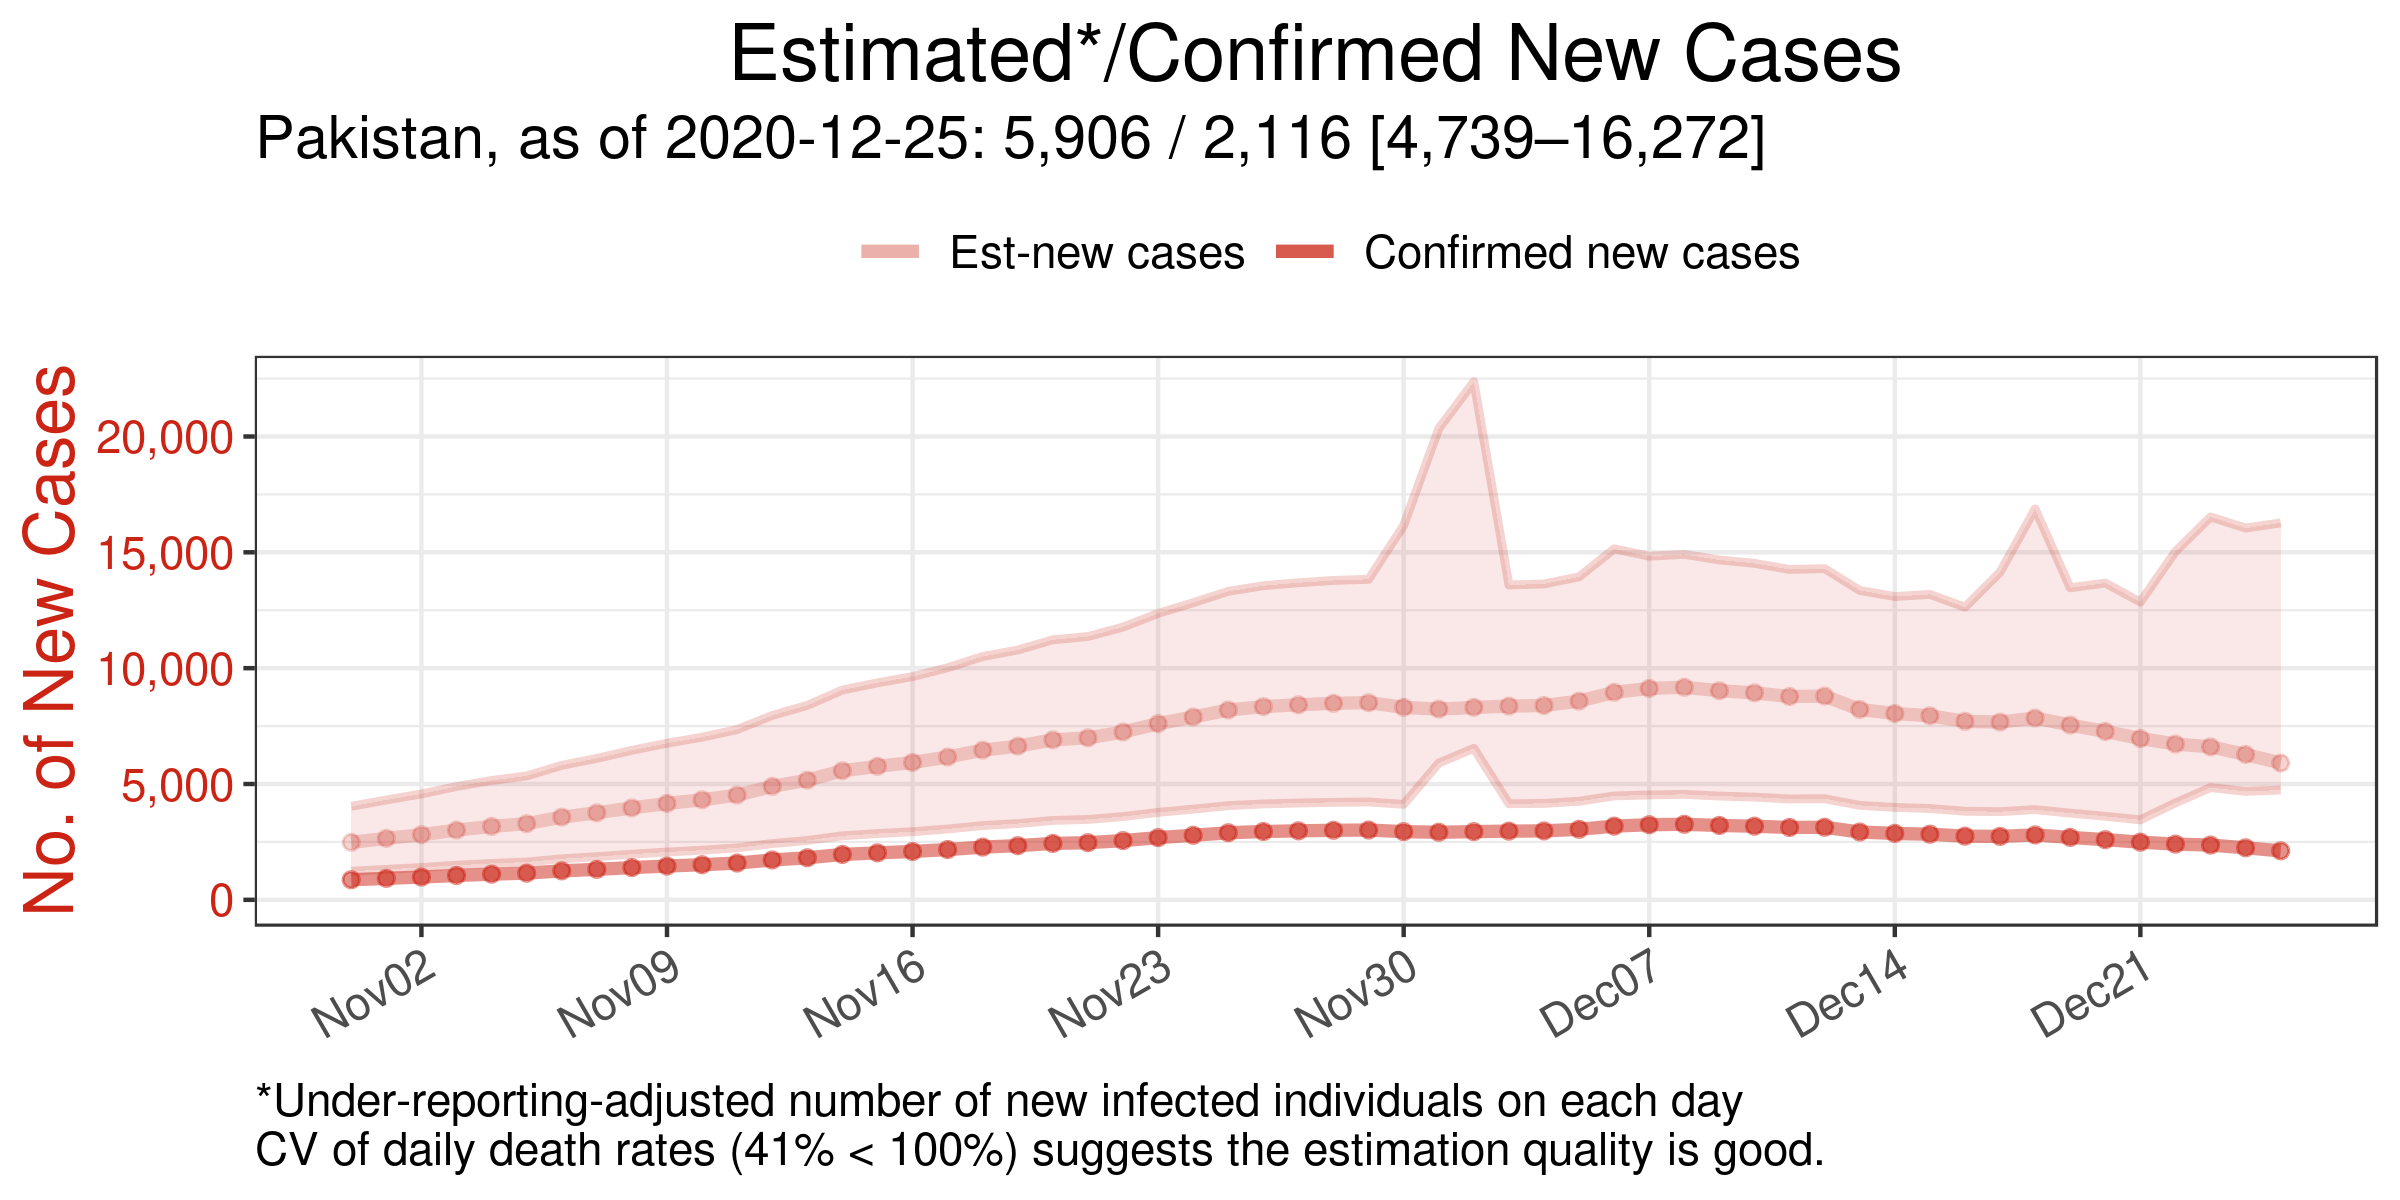 Estimated*/Confirmed New Cases
Pakistan, as of 2020-12-25: 5,906 / 2,116 [4,739–16,272]
Est-new cases
Confirmed new cases
No. of New Cases
20,000
15,000
10,000
5,000
0
Nov02
Nov09
Nov16
Nov23
Nov30
Dec07
Dec14
Dec21
*Under-reporting-adjusted number of new infected individuals on each day
CV of daily death rates (41% < 100%) suggests the estimation quality is good.